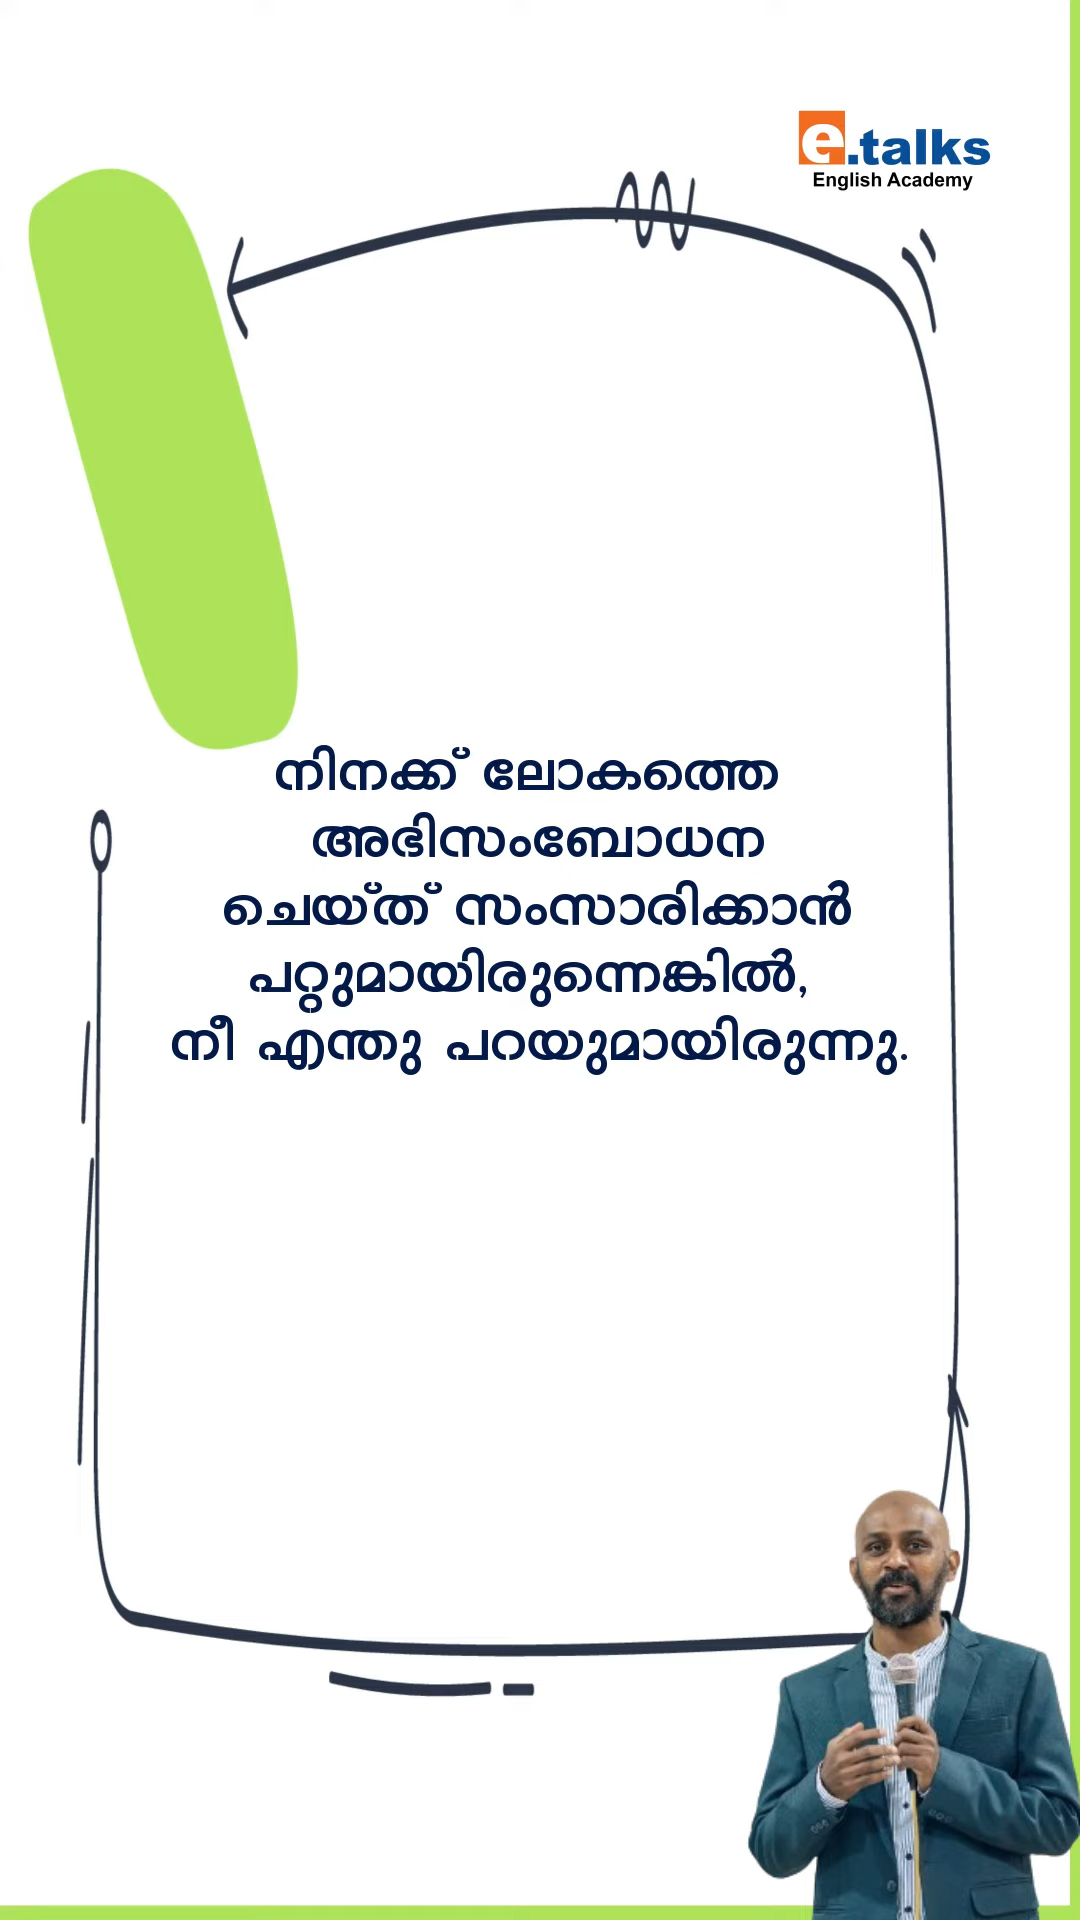 e.talks
English Academy
നിനക്ക് ലോകത്തെ
അഭിസംബോധന
ചെയ്ത് സംസാരിക്കാൻ
പറ്റുമായിരുന്നെങ്കിൽ,
നീ എന്തു പറയുമായിരുന്നു.